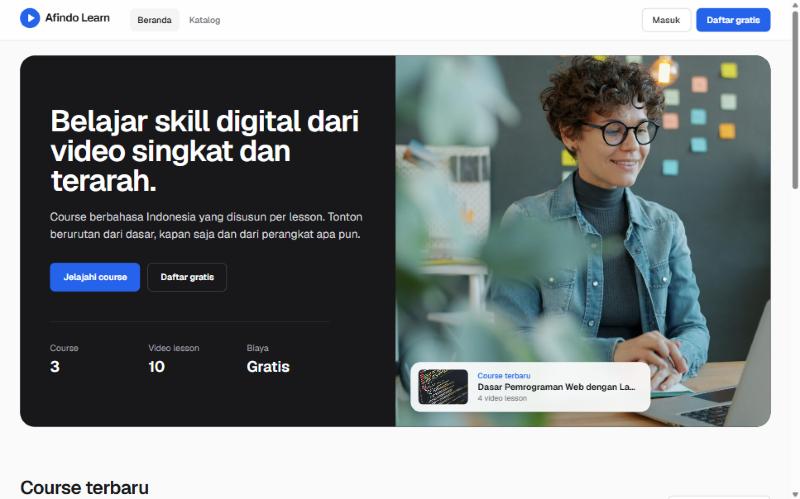 Afindo Learn
Beranda
Katalog
Masuk
Daftar gratis
Belajar skill digital dari
video singkat dan
terarah.
Course berbahasa Indonesia yang disusun per lesson. Tonton
berurutan dari dasar, kapan saja dan dari perangkat apa pun.
Jelajahi course
Daftar gratis
Course
Video lesson
Biaya
3
10
Gratis
Course terbaru
Dasar Pemrograman Web dengan La...
4 video lesson
Course terbaru